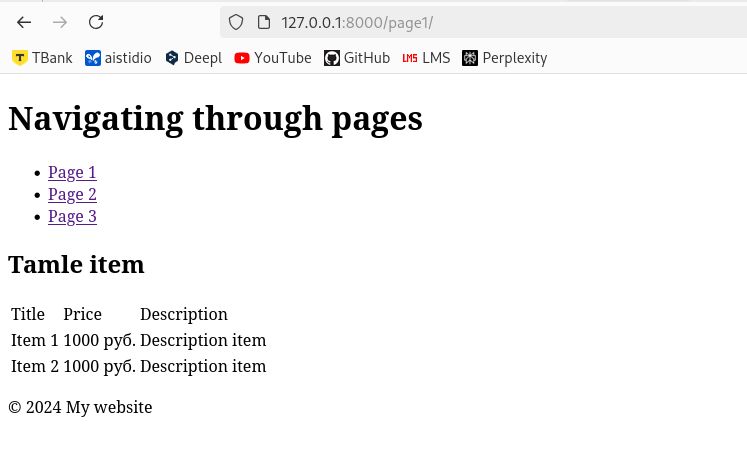 127.0.0.1:8000/page1/
TBank aistidio Deepl YouTube GitHub LMS LMS Perplexity
Navigating through pages
Page 1
Page 2
Page 3
Tamle item
Title Price Description
Item 1 1000 руб. Description item
Item 2 1000 руб. Description item
© 2024 My website